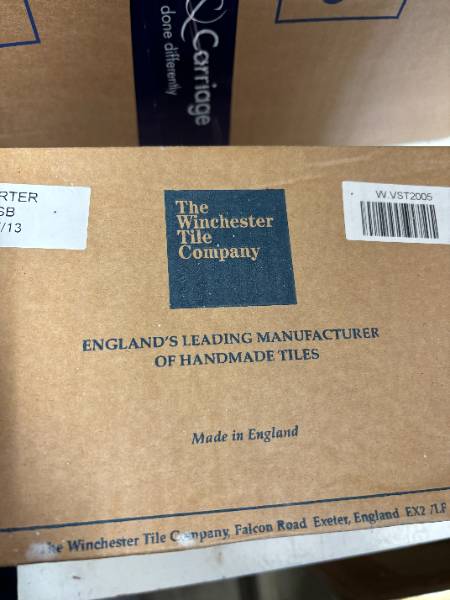 & Carriage
done differently
RTER
SB
/13
The
Winchester
Tile
Company
W.VST2005
ENGLAND'S LEADING MANUFACTURER
OF HANDMADE TILES
Made in England
The Winchester Tile Company, Falcon Road Exeter, England EX2 7LF